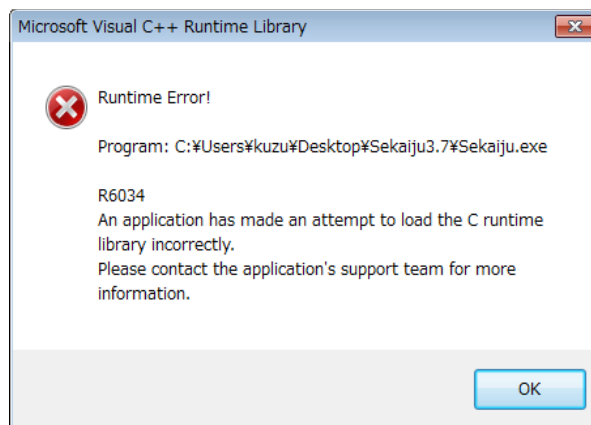 Microsoft Visual C++ Runtime Library
Runtime Error!
Program: C:¥Users¥kuzu¥Desktop¥Sekaiju3.7¥Sekaiju.exe
R6034
An application has made an attempt to load the C runtime
library incorrectly.
Please contact the application's support team for more
information.
OK